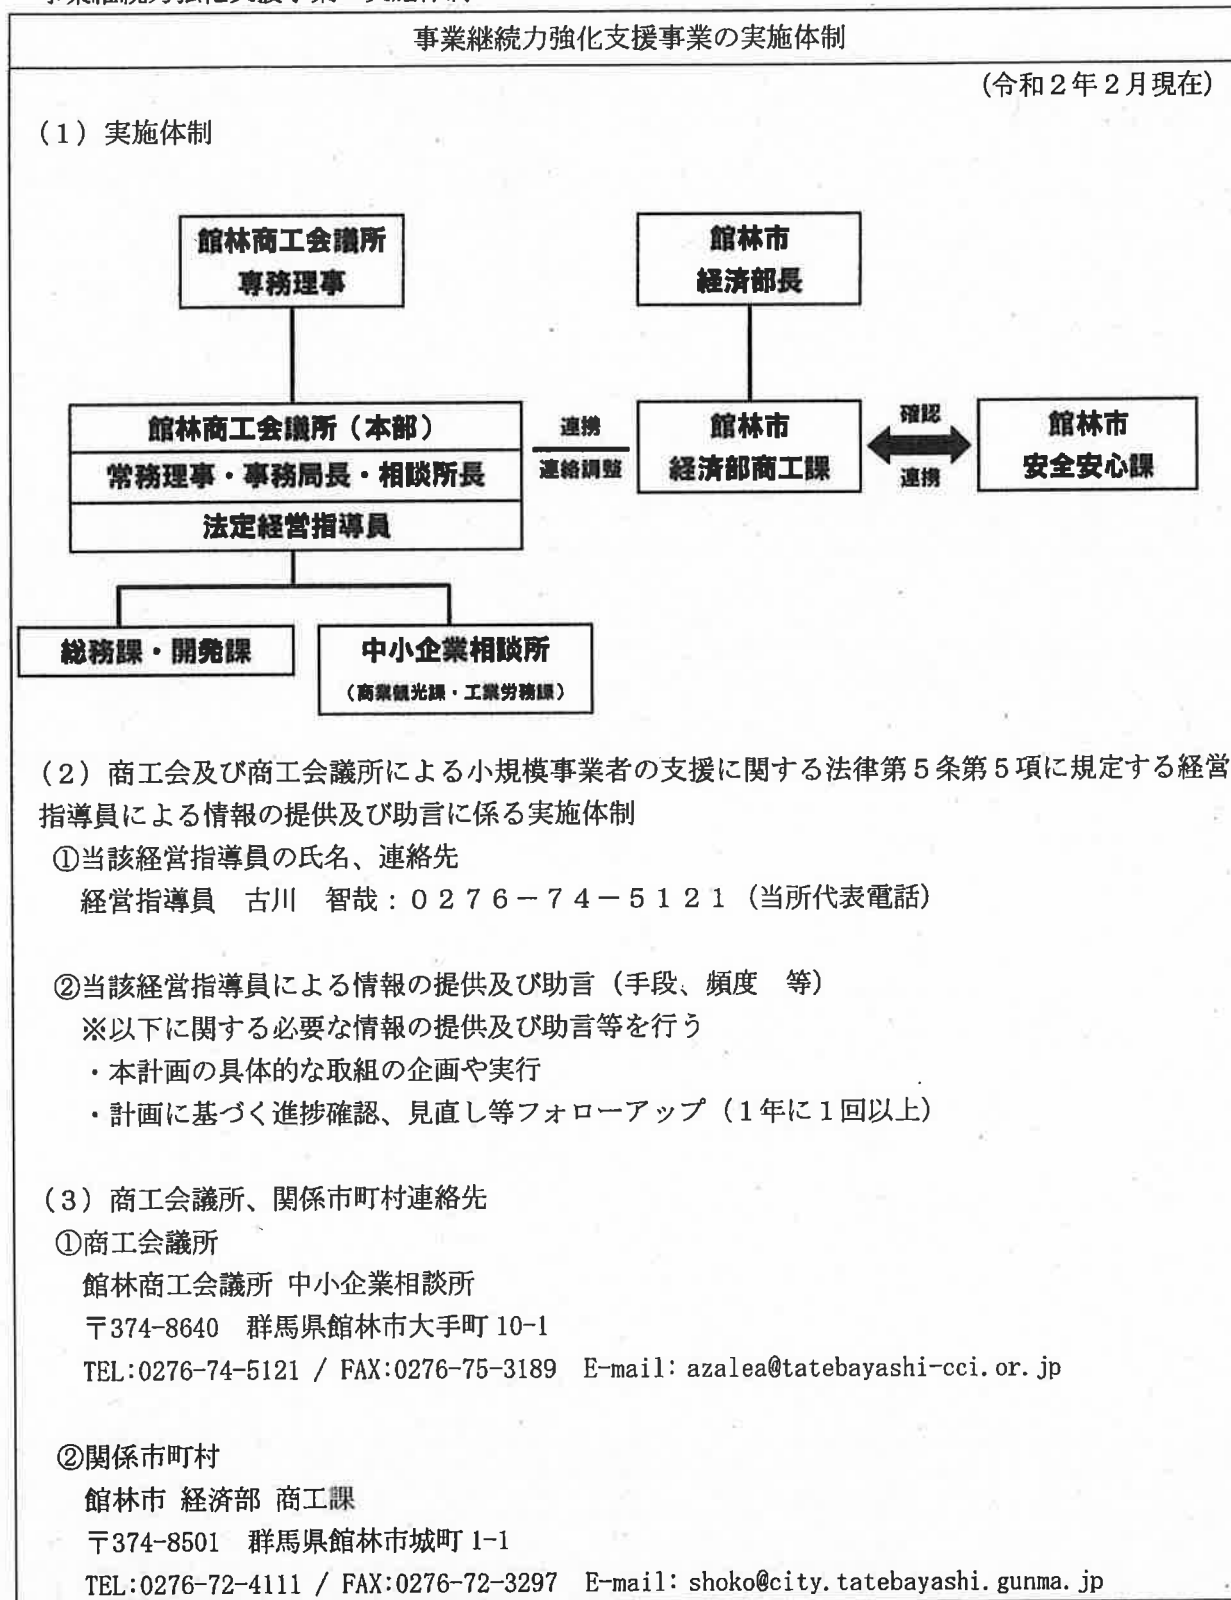 事業継続力強化支援事業の実施体制
(令和2年2月現在)
(1)実施体制
館林商工会議所
専務理事
館林市
経済部長
館林商工会議所(本部)
常務理事・事務局長・相談所長
法定経営指導員
連携
連絡調整
館林市
経済部商工課
確認
連携
館林市
安全安心課
総務課・開発課
中小企業相談所
(商業観光課・工業労務課)
(2)商工会及び商工会議所による小規模事業者の支援に関する法律第5条第5項に規定する経営
指導員による情報の提供及び助言に係る実施体制
①当該経営指導員の氏名、連絡先
経営指導員 古川 智哉:0276-74-5121(当所代表電話)
②当該経営指導員による情報の提供及び助言(手段、頻度 等)
※以下に関する必要な情報の提供及び助言等を行う
・本計画の具体的な取組の企画や実行
・計画に基づく進捗確認、見直し等フォローアップ(1年に1回以上)
(3)商工会議所、関係市町村連絡先
①商工会議所
館林商工会議所 中小企業相談所
〒374-8640 群馬県館林市大手町 10-1
TEL:0276-74-5121 / FAX:0276-75-3189 E-mail: azalea@tatebayashi-cci.or.jp
②関係市町村
館林市 経済部 商工課
〒374-8501 群馬県館林市城町 1-1
TEL:0276-72-4111 / FAX:0276-72-3297 E-mail: shoko@city.tatebayashi.gunma.jp